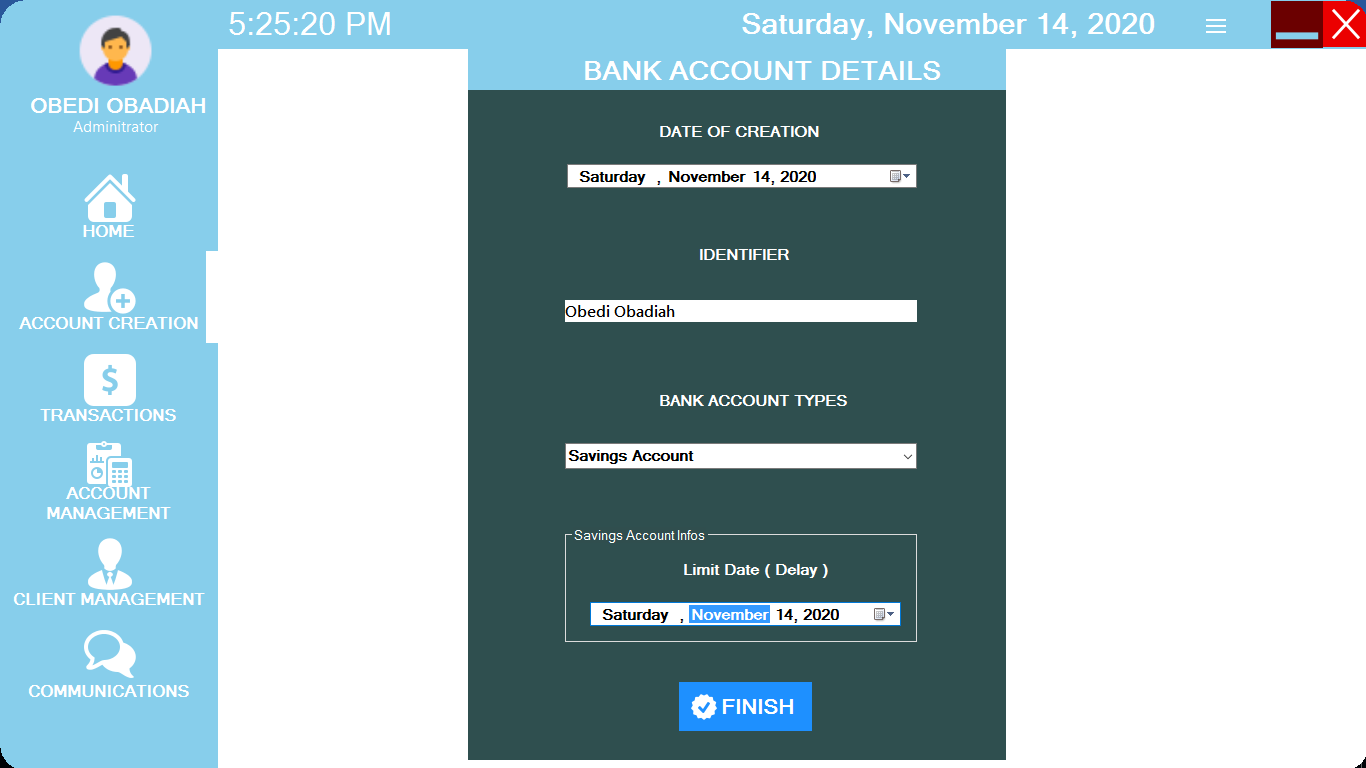 5:25:20 PM
Saturday, November 14, 2020
OBEDI OBADIAH
Adminitrator
HOME
ACCOUNT CREATION
$
TRANSACTIONS
ACCOUNT
MANAGEMENT
CLIENT MANAGEMENT
COMMUNICATIONS
BANK ACCOUNT DETAILS
DATE OF CREATION
Saturday , November 14, 2020
IDENTIFIER
Obedi Obadiah
BANK ACCOUNT TYPES
Savings Account
Savings Account Infos
Limit Date ( Delay )
Saturday , November 14, 2020
FINISH